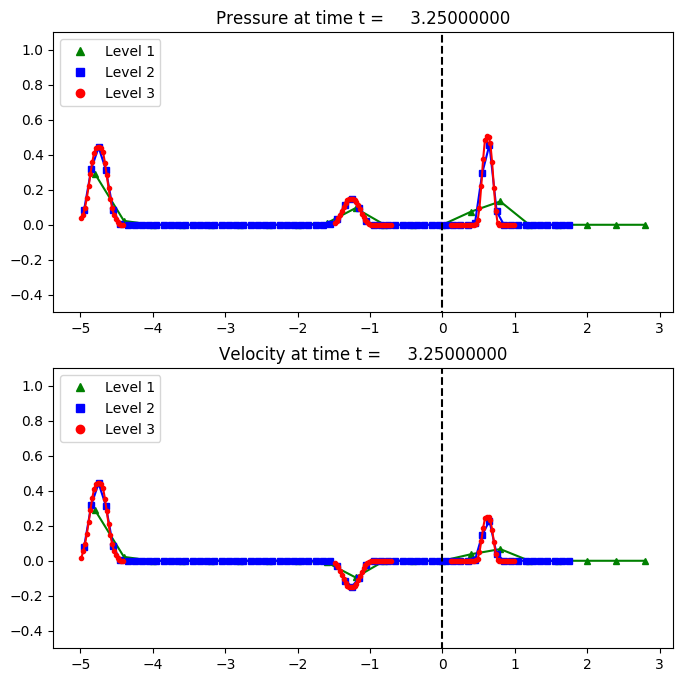 Pressure at time t =      3.25000000
Level 1
Level 2
Level 3
1.0
0.8
0.6
0.4
0.2
0.0
−0.2
−0.4
−5 −4 −3 −2 −1 0 1 2 3
Velocity at time t =      3.25000000
Level 1
Level 2
Level 3
1.0
0.8
0.6
0.4
0.2
0.0
−0.2
−0.4
−5 −4 −3 −2 −1 0 1 2 3